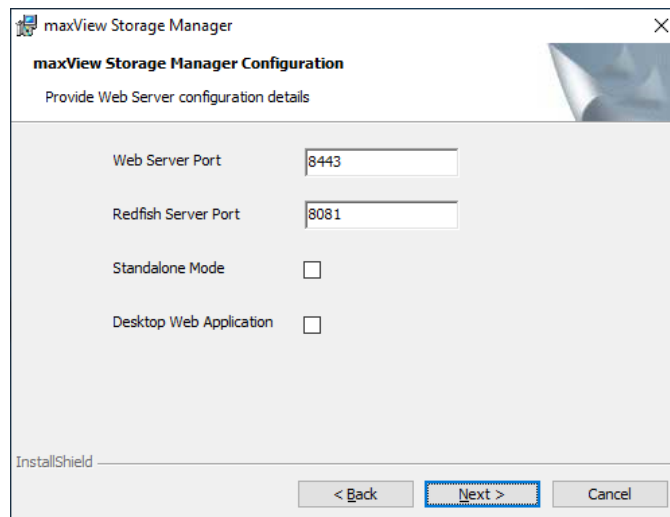 maxView Storage Manager
maxView Storage Manager Configuration
Provide Web Server configuration details
Web Server Port 8443
Redfish Server Port 8081
Standalone Mode
Desktop Web Application
InstallShield
< Back Next > Cancel